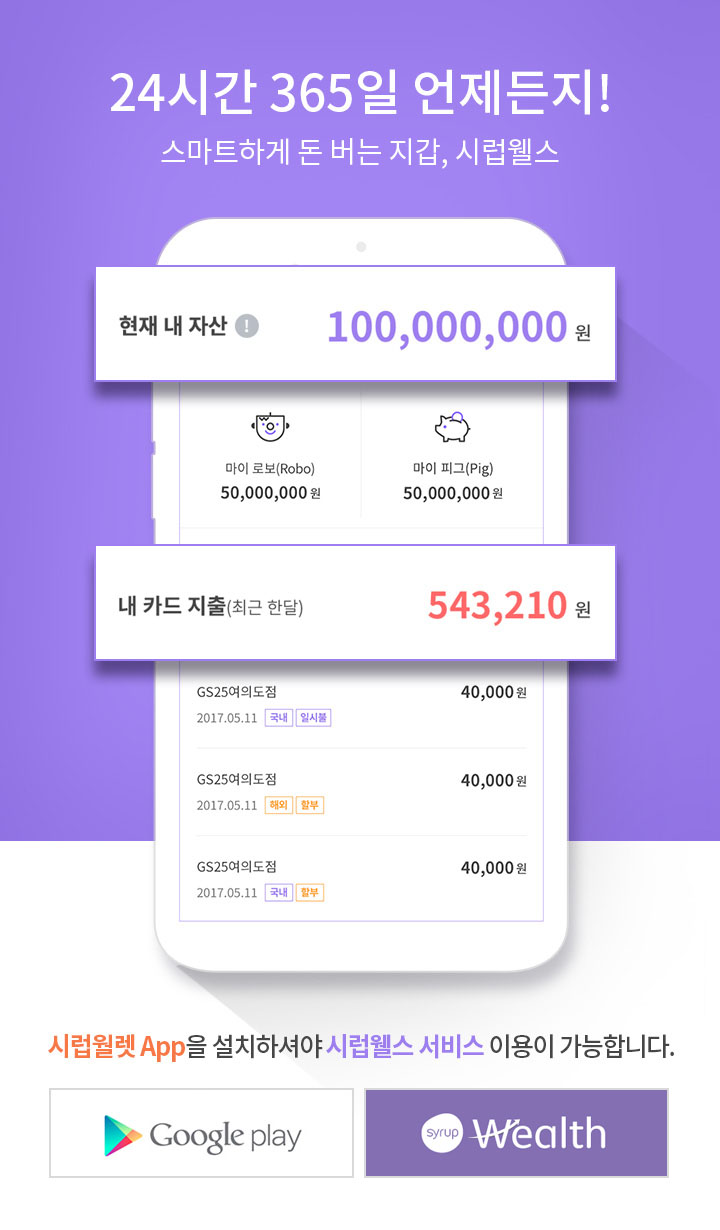 24시간 365일 언제든지!
스마트하게 돈 버는 지갑, 시럽웰스
현재 내 자산 ! 100,000,000 원
마이 로보(Robo)
50,000,000 원
마이 피그(Pig)
50,000,000 원
내 카드 지출(최근 한달) 543,210 원
GS25여의도점 40,000 원
2017.05.11 국내 일시불
GS25여의도점 40,000 원
2017.05.11 해외 할부
GS25여의도점 40,000 원
2017.05.11 국내 할부
시럽월렛 App을 설치하셔야 시럽웰스 서비스 이용이 가능합니다.
Google play
syrup Wealth